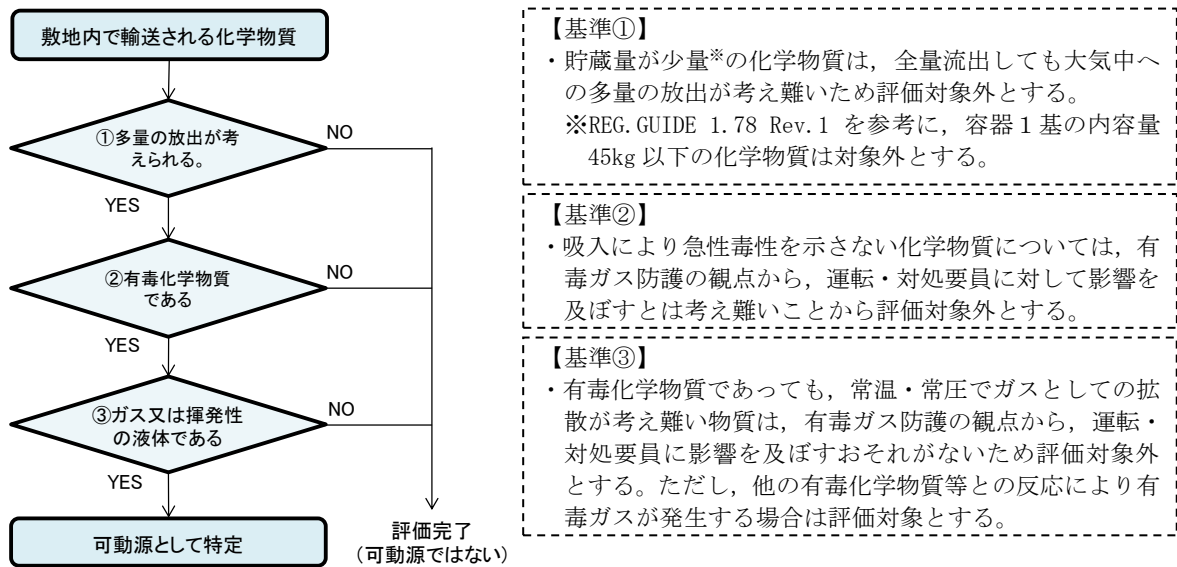 敷地内で輸送される化学物質
①多量の放出が考
えられる。
NO
YES
②有毒化学物質
である
NO
YES
③ガス又は揮発性
の液体である
NO
YES
可動源として特定
評価完了
（可動源ではない）
【基準①】
・貯蔵量が少量※の化学物質は，全量流出しても大気中へ
の多量の放出が考え難いため評価対象外とする。
※REG.GUIDE 1.78 Rev.1 を参考に，容器１基の内容量
45kg 以下の化学物質は対象外とする。
【基準②】
・吸入により急性毒性を示さない化学物質については，有
毒ガス防護の観点から，運転・対処要員に対して影響を
及ぼすとは考え難いことから評価対象外とする。
【基準③】
・有毒化学物質であっても，常温・常圧でガスとしての拡
散が考え難い物質は，有毒ガス防護の観点から，運転・
対処要員に影響を及ぼすおそれがないため評価対象外
とする。ただし，他の有毒化学物質等との反応により有
毒ガスが発生する場合は評価対象とする。